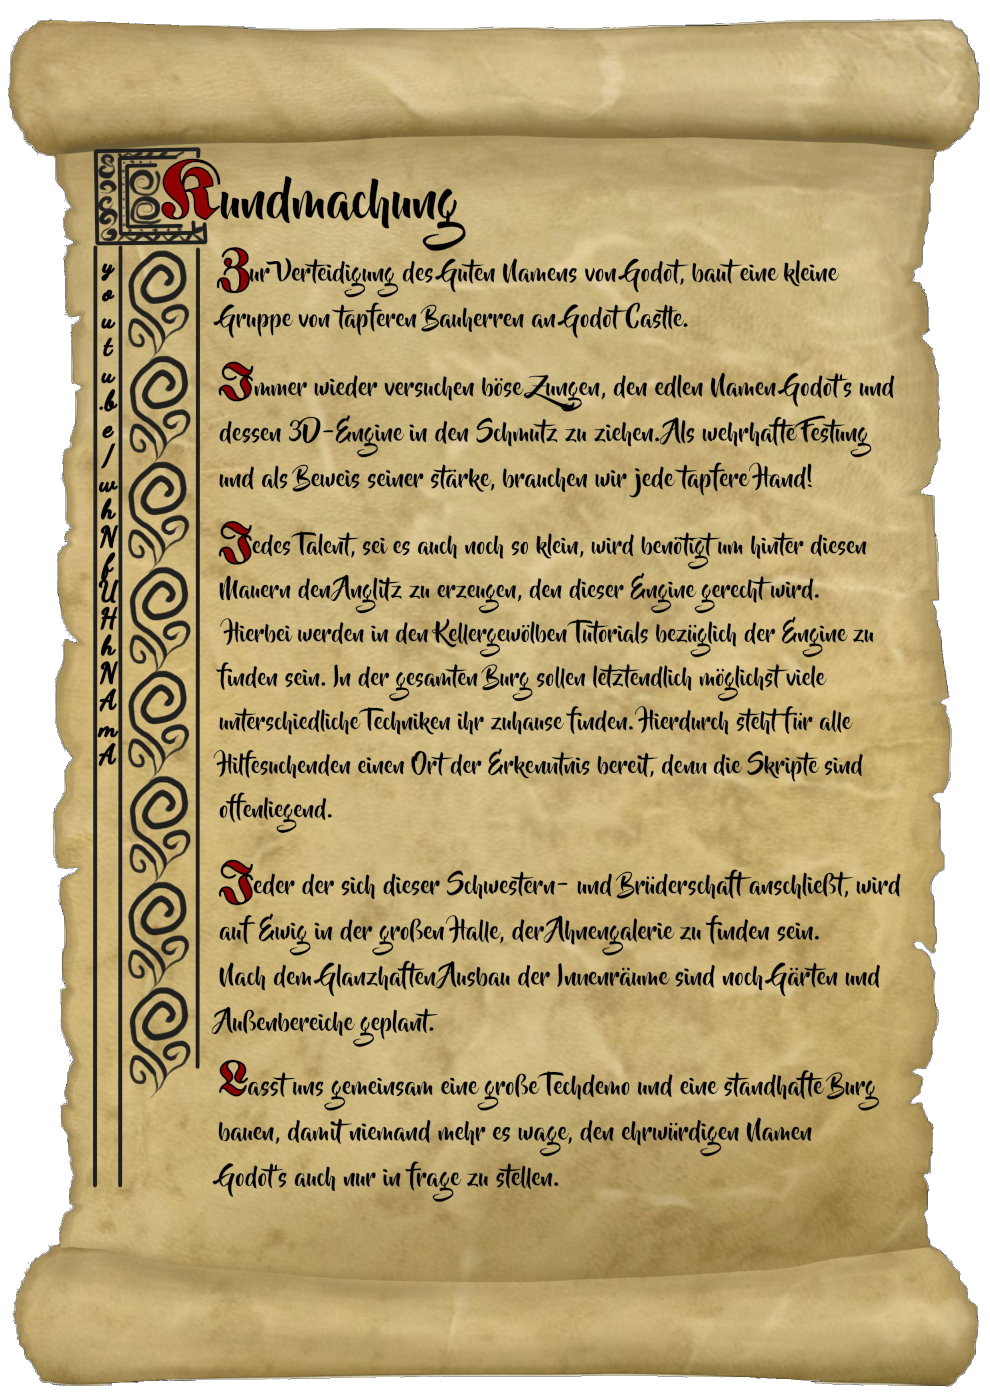 Kundmachung
Zur Verteidigung des Guten Namens von Godot, baut eine kleine
Gruppe von tapferen Bauherren an Godot Castle.
Immer wieder versuchen böse Zungen, den edlen Namen Godot's und
dessen 3D-Engine in den Schmutz zu ziehen. Als wehrhafte Festung
und als Beweis seiner stärke, brauchen wir jede tapfere Hand!
Jedes Talent, sei es auch noch so klein, wird benötigt um hinter diesen
Mauern den Anglitz zu erzeugen, den dieser Engine gerecht wird.
Hierbei werden in den Kellergewölben Tutorials bezüglich der Engine zu
finden sein. In der gesamten Burg sollen letztendlich möglichst viele
unterschiedliche Techniken ihr zuhause finden. Hierdurch steht für alle
Hilfesuchenden einen Ort der Erkenntnis bereit, denn die Skripte sind
offenliegend.
Jeder der sich dieser Schwestern- und Brüderschaft anschließt, wird
auf Ewig in der großen Halle, der Ahnengalerie zu finden sein.
Nach dem Glanzhaften Ausbau der Innenräume sind noch Gärten und
Außenbereiche geplant.
Lasst uns gemeinsam eine große Techdemo und eine standhafte Burg
bauen, damit niemand mehr es wage, den ehrwürdigen Namen
Godot's auch nur in frage zu stellen.
youtu.be/whNfUHhNAmA